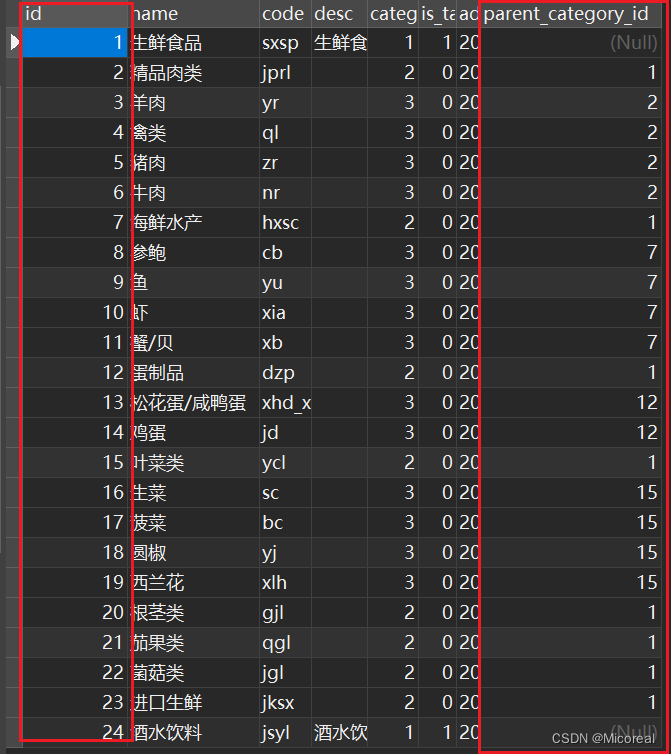 id name code desc categ is_ta ad parent_category_id
1 生鲜食品 sxsp 生鲜食 1 1 20 (Null)
2 精品肉类 jprl 2 0 20 1
3 羊肉 yr 3 0 20 2
4 禽类 ql 3 0 20 2
5 猪肉 zr 3 0 20 2
6 牛肉 nr 3 0 20 2
7 海鲜水产 hxsc 2 0 20 1
8 参鲍 cb 3 0 20 7
9 鱼 yu 3 0 20 7
10 虾 xia 3 0 20 7
11 蟹/贝 xb 3 0 20 7
12 蛋制品 dzp 2 0 20 1
13 松花蛋/咸鸭蛋 xhd_x 3 0 20 12
14 鸡蛋 jd 3 0 20 12
15 叶菜类 ycl 2 0 20 1
16 生菜 sc 3 0 20 15
17 菠菜 bc 3 0 20 15
18 圆椒 yj 3 0 20 15
19 西兰花 xlh 3 0 20 15
20 根茎类 gjl 2 0 20 1
21 茄果类 qgl 2 0 20 1
22 菌菇类 jgl 2 0 20 1
23 进口生鲜 jksx 2 0 20 1
24 酒水饮料 jsyl 酒水饮 1 1 20 (Null)
CSDN @Micoreal